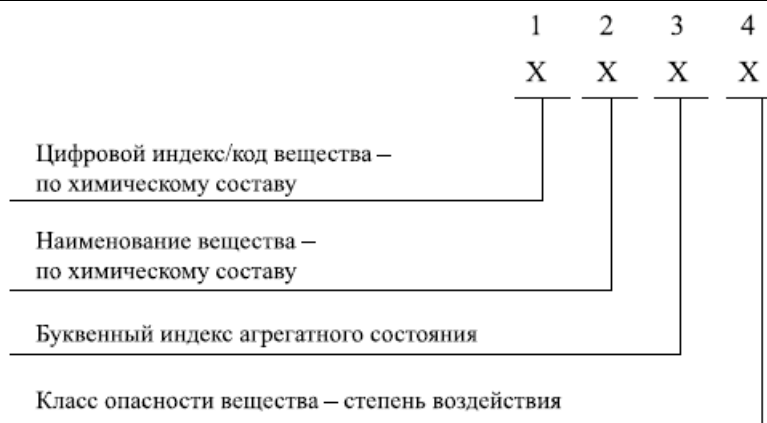 1 2 3 4
X X X X
Цифровой индекс/код вещества –
по химическому составу
Наименование вещества –
по химическому составу
Буквенный индекс агрегатного состояния
Класс опасности вещества – степень воздействия